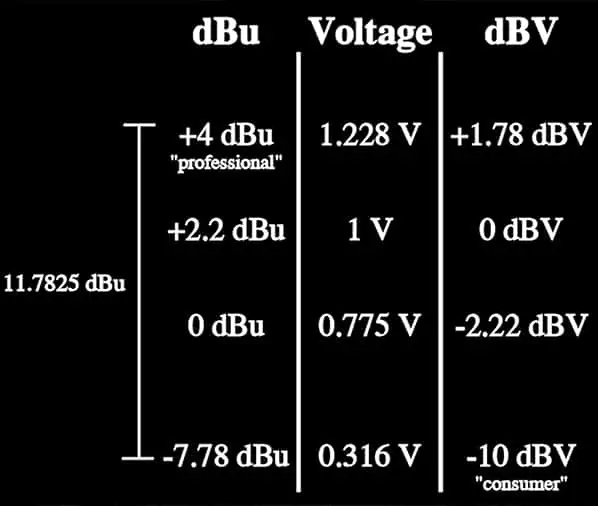 dBu Voltage dBV
+4 dBu 1.228 V +1.78 dBV
"professional"
+2.2 dBu 1 V 0 dBV
11.7825 dBu
0 dBu 0.775 V -2.22 dBV
-7.78 dBu 0.316 V -10 dBV
"consumer"